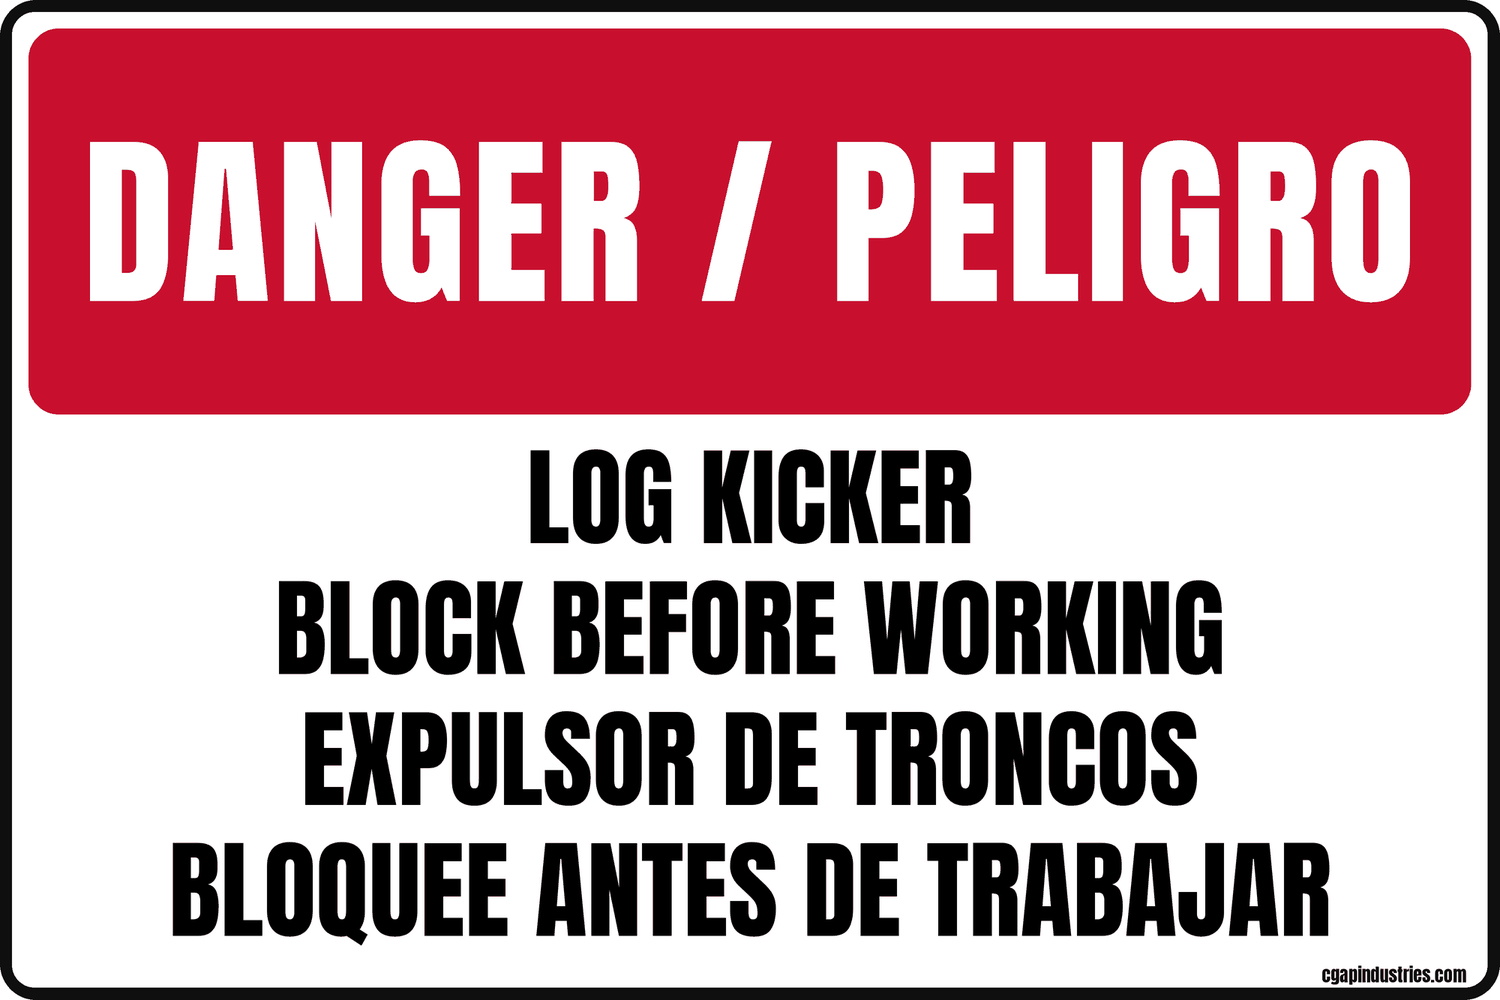 DANGER / PELIGRO
LOG KICKER
BLOCK BEFORE WORKING
EXPULSOR DE TRONCOS
BLOQUEE ANTES DE TRABAJAR
cgapindustries.com